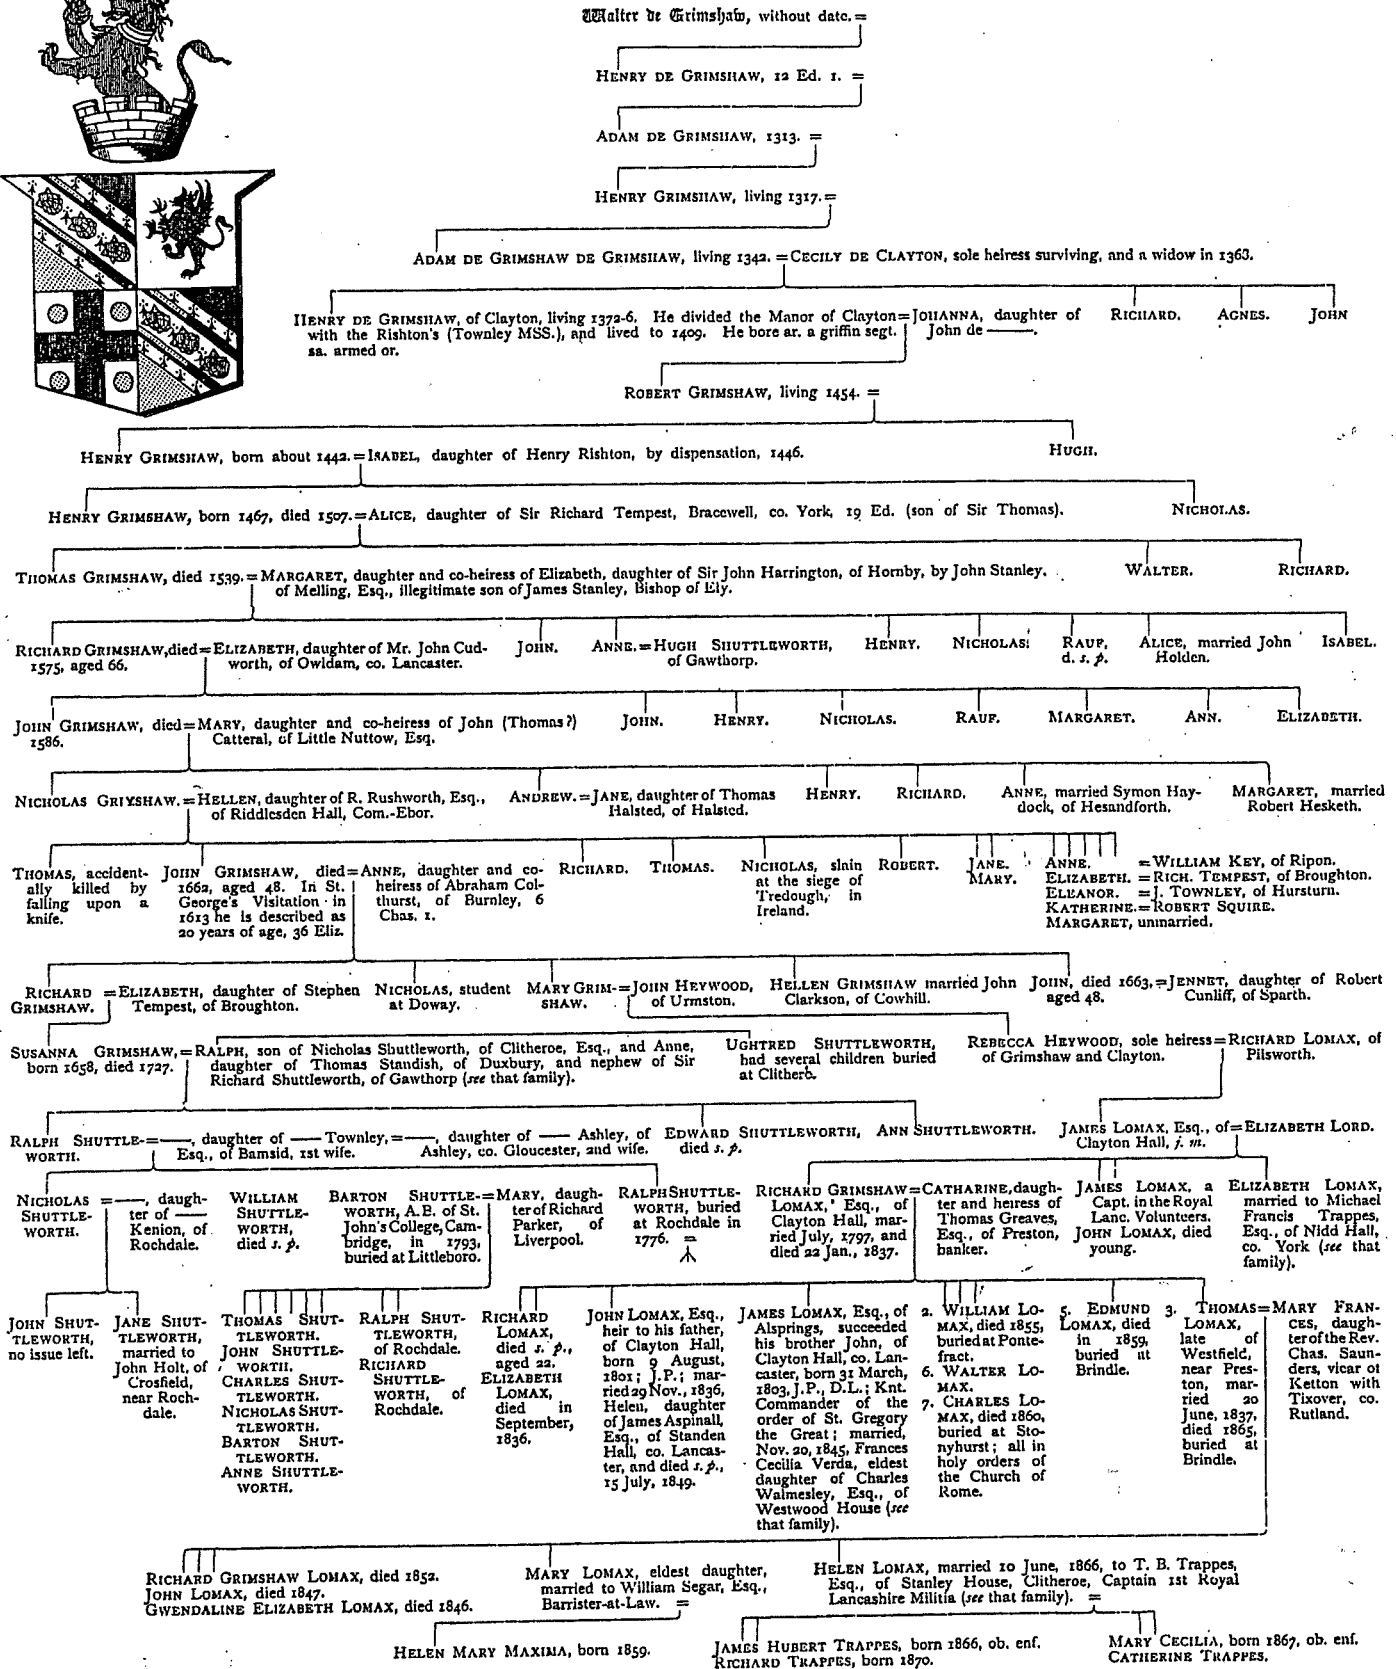 Walter de Grimshaw, without date. =
HENRY DE GRIMSHAW, 12 Ed. 1. =
ADAM DE GRIMSHAW, 1313. =
HENRY GRIMSHAW, living 1317. =
ADAM DE GRIMSHAW DE GRIMSHAW, living 1342. = CECILY DE CLAYTON, sole heiress surviving, and a widow in 1363.
HENRY DE GRIMSHAW, of Clayton, living 1372-6. He divided the Manor of Clayton
with the Rishton's (Townley MSS.), and lived to 1409. He bore ar. a griffin segt.
sa. armed or.
= JOHANNA, daughter of
John de ——.
RICHARD.
AGNES.
JOHN
ROBERT GRIMSHAW, living 1454. =
HENRY GRIMSHAW, born about 1442. = ISABEL, daughter of Henry Rishton, by dispensation, 1446.
HUGH.
HENRY GRIMSHAW, born 1467, died 1507. = ALICE, daughter of Sir Richard Tempest, Bracewell, co. York, 19 Ed. (son of Sir Thomas).
NICHOLAS.
THOMAS GRIMSHAW, died 1539. = MARGARET, daughter and co-heiress of Elizabeth, daughter of Sir John Harrington, of Hornby, by John Stanley.
of Melling, Esq., illegitimate son of James Stanley, Bishop of Ely.
WALTER.
RICHARD.
RICHARD GRIMSHAW, died
1575, aged 66.
= ELIZABETH, daughter of Mr. John Cud-
worth, of Owldam, co. Lancaster.
JOHN.
ANNE. = HUGH SHUTTLEWORTH,
of Gawthorp.
HENRY.
NICHOLAS.
RAUF,
d. s. p.
ALICE, married John
Holden.
ISABEL.
JOHN GRIMSHAW, died
1586.
= MARY, daughter and co-heiress of John (Thomas?)
Catteral, of Little Nuttow, Esq.
JOHN.
HENRY.
NICHOLAS.
RAUF.
MARGARET.
ANN.
ELIZABETH.
NICHOLAS GRIMSHAW. = HELLEN, daughter of R. Rushworth, Esq.,
of Riddlesden Hall, Com.-Ebor.
ANDREW. = JANE, daughter of Thomas
Halsted, of Halsted.
HENRY.
RICHARD.
ANNE, married Symon Hay-
dock, of Hesandforth.
MARGARET, married
Robert Hesketh.
THOMAS, accident-
ally killed by
falling upon a
knife.
JOHN GRIMSHAW, died
1662, aged 48. In St.
George's Visitation in
1613 he is described as
20 years of age, 36 Eliz.
= ANNE, daughter and co-
heiress of Abraham Col-
thurst, of Burnley, 6
Chas. 1.
RICHARD.
THOMAS.
NICHOLAS, slain
at the siege of
Tredough, in
Ireland.
ROBERT.
JANE.
MARY.
ANNE. = WILLIAM KEY, of Ripon.
ELIZABETH. = RICH. TEMPEST, of Broughton.
ELEANOR. = J. TOWNLEY, of Hursturn.
KATHERINE. = ROBERT SQUIRE.
MARGARET, unmarried.
RICHARD
GRIMSHAW.
= ELIZABETH, daughter of Stephen
Tempest, of Broughton.
NICHOLAS, student
at Doway.
MARY GRIM-
SHAW.
= JOHN HEYWOOD,
of Urmston.
HELLEN GRIMSHAW married John
Clarkson, of Cowhill.
JOHN, died 1663,
aged 48.
= JENNET, daughter of Robert
Cunliff, of Sparth.
SUSANNA GRIMSHAW,
born 1658, died 1727.
= RALPH, son of Nicholas Shuttleworth, of Clitheroe, Esq., and Anne,
daughter of Thomas Standish, of Duxbury, and nephew of Sir
Richard Shuttleworth, of Gawthorp (see that family).
UGHTRED SHUTTLEWORTH,
had several children buried
at Clithero.
REBECCA HEYWOOD, sole heiress
of Grimshaw and Clayton.
= RICHARD LOMAX, of
Pilsworth.
RALPH SHUTTLE-
WORTH.
= ——, daughter of —— Townley,
Esq., of Barnsid, 1st wife.
= ——, daughter of —— Ashley, of
Ashley, co. Gloucester, 2nd wife.
EDWARD SHUTTLEWORTH,
died s. p.
ANN SHUTTLEWORTH.
JAMES LOMAX, Esq., of
Clayton Hall, j. m.
= ELIZABETH LORD.
NICHOLAS
SHUTTLE-
WORTH.
= ——, daugh-
ter of ——
Kenion, of
Rochdale.
WILLIAM
SHUTTLE-
WORTH,
died s. p.
BARTON SHUTTLE-
WORTH, A.B. of St.
John's College, Cam-
bridge, in 1793,
buried at Littleboro.
= MARY, daugh-
ter of Richard
Parker, of
Liverpool.
RALPH SHUTTLE-
WORTH, buried
at Rochdale in
1776. =
RICHARD GRIMSHAW
LOMAX, Esq., of
Clayton Hall, mar-
ried July, 1797, and
died 22 Jan., 1837.
= CATHARINE, daugh-
ter and heiress of
Thomas Greaves,
Esq., of Preston,
banker.
JAMES LOMAX, a
Capt. in the Royal
Lanc. Volunteers.
JOHN LOMAX, died
young.
ELIZABETH LOMAX,
married to Michael
Francis Trappes,
Esq., of Nidd Hall,
co. York (see that
family).
JOHN SHUT-
TLEWORTH,
no issue left.
JANE SHUT-
TLEWORTH,
married to
John Holt, of
Crosfield,
near Roch-
dale.
THOMAS SHUT-
TLEWORTH.
JOHN SHUTTLE-
WORTH.
CHARLES SHUT-
TLEWORTH.
NICHOLAS SHUT-
TLEWORTH.
BARTON SHUT-
TLEWORTH.
ANNE SHUTTLE-
WORTH.
RALPH SHUT-
TLEWORTH,
of Rochdale.
RICHARD
SHUTTLE-
WORTH, of
Rochdale.
RICHARD
LOMAX,
died s. p.,
aged 22.
ELIZABETH
LOMAX,
died in
September,
1836.
JOHN LOMAX, Esq.,
heir to his father,
of Clayton Hall,
born 9 August,
1801; J.P.; mar-
ried 29 Nov., 1836,
Helen, daughter
of James Aspinall,
Esq., of Standen
Hall, co. Lancas-
ter, and died s. p.,
15 July, 1849.
JAMES LOMAX, Esq., of
Alsprings, succeeded
his brother John, of
Clayton Hall, co. Lan-
caster, born 31 March,
1803, J.P., D.L.; Knt.
Commander of the
order of St. Gregory
the Great; married,
Nov. 20, 1845, Frances
Cecilia Verda, eldest
daughter of Charles
Walmesley, Esq., of
Westwood House (see
that family).
2. WILLIAM LO-
MAX, died 1855,
buried at Ponte-
fract.
6. WALTER LO-
MAX.
7. CHARLES LO-
MAX, died 1860,
buried at Sto-
nyhurst; all in
holy orders of
the Church of
Rome.
5. EDMUND
LOMAX, died
in 1859,
buried at
Brindle.
3. THOMAS
LOMAX,
late of
Westfield,
near Pres-
ton, mar-
ried 20
June, 1837,
died 1865,
buried at
Brindle.
= MARY FRAN-
CES, daugh-
ter of the Rev.
Chas. Saun-
ders, vicar of
Ketton with
Tixover, co.
Rutland.
RICHARD GRIMSHAW LOMAX, died 1852.
JOHN LOMAX, died 1847.
GWENDALINE ELIZABETH LOMAX, died 1846.
MARY LOMAX, eldest daughter,
married to William Segar, Esq.,
Barrister-at-Law. =
HELEN LOMAX, married 10 June, 1866, to T. B. Trappes,
Esq., of Stanley House, Clitheroe, Captain 1st Royal
Lancashire Militia (see that family). =
HELEN MARY MAXIMA, born 1859.
JAMES HUBERT TRAPPES, born 1866, ob. enf.
RICHARD TRAPPES, born 1870.
MARY CECILIA, born 1867, ob. enf.
CATHERINE TRAPPES.